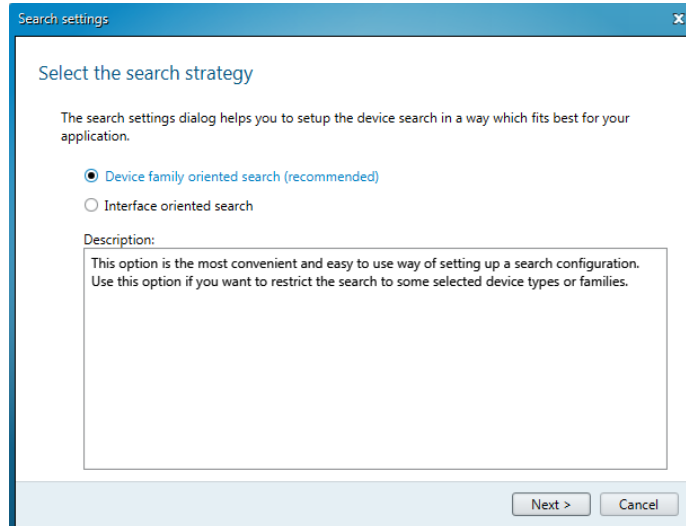 Search settings
Select the search strategy
The search settings dialog helps you to setup the device search in a way which fits best for your
application.
Device family oriented search (recommended)
Interface oriented search
Description:
This option is the most convenient and easy to use way of setting up a search configuration.
Use this option if you want to restrict the search to some selected device types or families.
Next >
Cancel